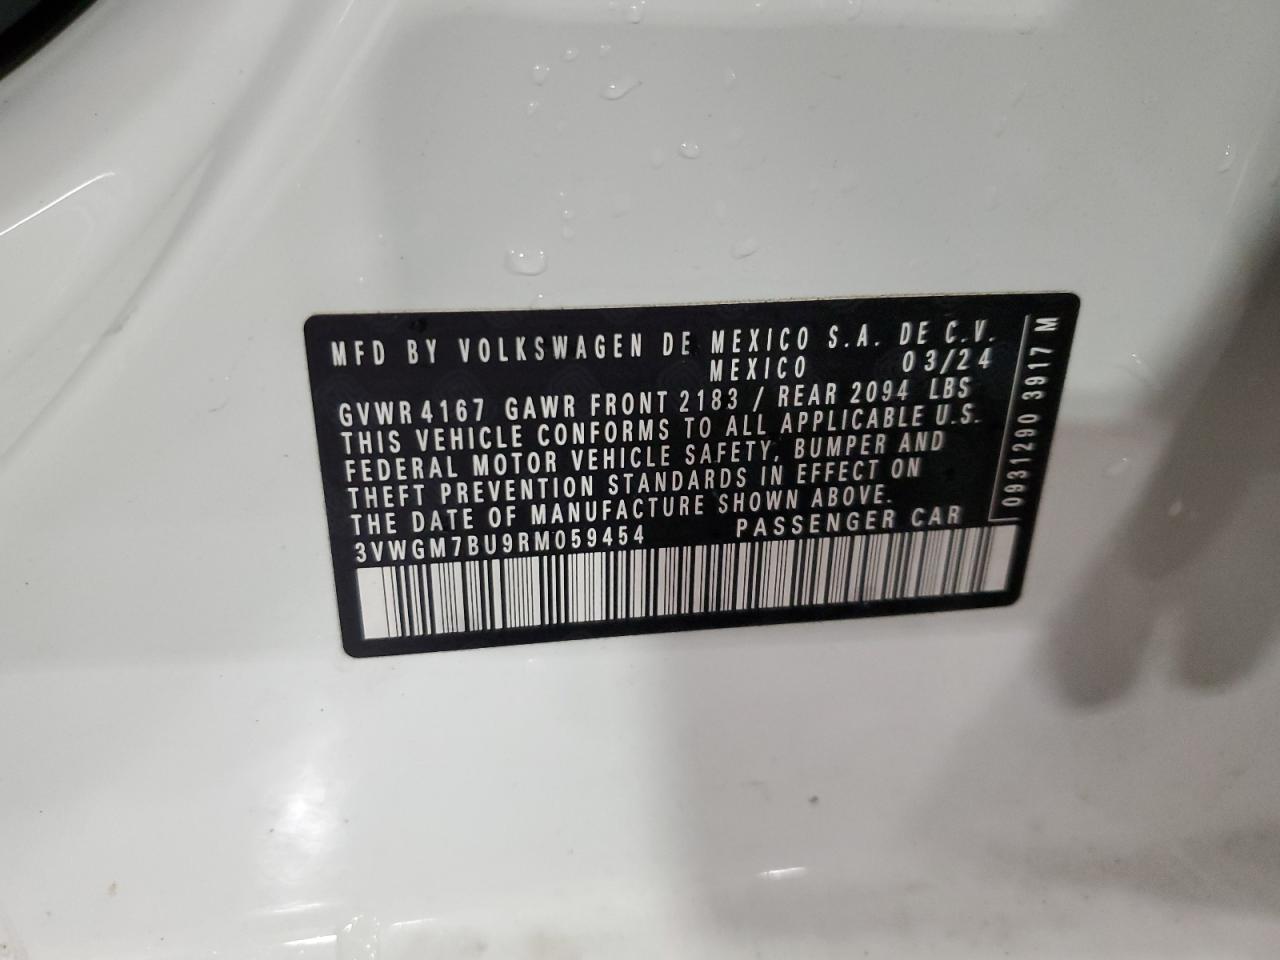 MFD BY VOLKSWAGEN DE MEXICO S.A. DE C.V.
MEXICO 03/24
GVWR 4167 GAWR FRONT 2183 / REAR 2094 LBS
THIS VEHICLE CONFORMS TO ALL APPLICABLE U.S.
FEDERAL MOTOR VEHICLE SAFETY, BUMPER AND
THEFT PREVENTION STANDARDS IN EFFECT ON
THE DATE OF MANUFACTURE SHOWN ABOVE.
3VWGM7BU9RM059454 PASSENGER CAR
0931290 3917 M